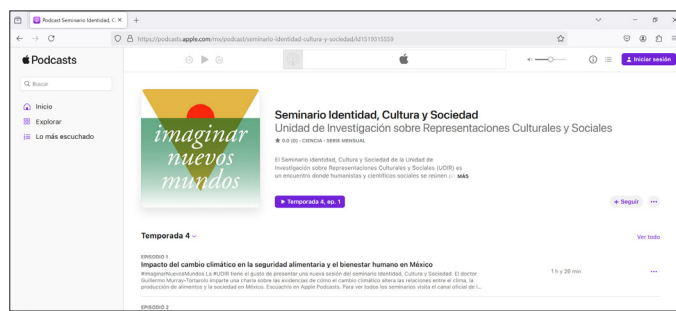 Podcast Seminario Identidad, C
https://podcasts.apple.com/mx/podcast/seminario-identidad-cultura-y-sociedad/id1519315559
Podcasts
Iniciar sesión
Buscar
Inicio
Explorar
Lo más escuchado
imaginar
nuevos
mundos
Seminario Identidad, Cultura y Sociedad
Unidad de Investigación sobre Representaciones Culturales y Sociales
★ 0.0 (0) · CIENCIA · SERIE MENSUAL
El Seminario Identidad, Cultura y Sociedad de la Unidad de
Investigación sobre Representaciones Culturales y Sociales (UDIR) es
un encuentro donde humanistas y científicos sociales se reúnen MÁS
Temporada 4, ep. 1
+ Seguir
Temporada 4
Ver todo
EPISODIO 1
Impacto del cambio climático en la seguridad alimentaria y el bienestar humano en México
#ImaginarNuevosMundos La #UDIR tiene el gusto de presentar una nueva sesión del seminario Identidad, Cultura y Sociedad. El doctor
Guillermo Murray-Tortarolo imparte una charla sobre las evidencias de cómo el cambio climático altera las relaciones entre el clima, la
producción de alimentos y la sociedad en México. Escuachlo en Apple Podcasts. Para ver todos los seminarios visita el canal oficial de l...
1 h y 26 min
EPISODIO 2